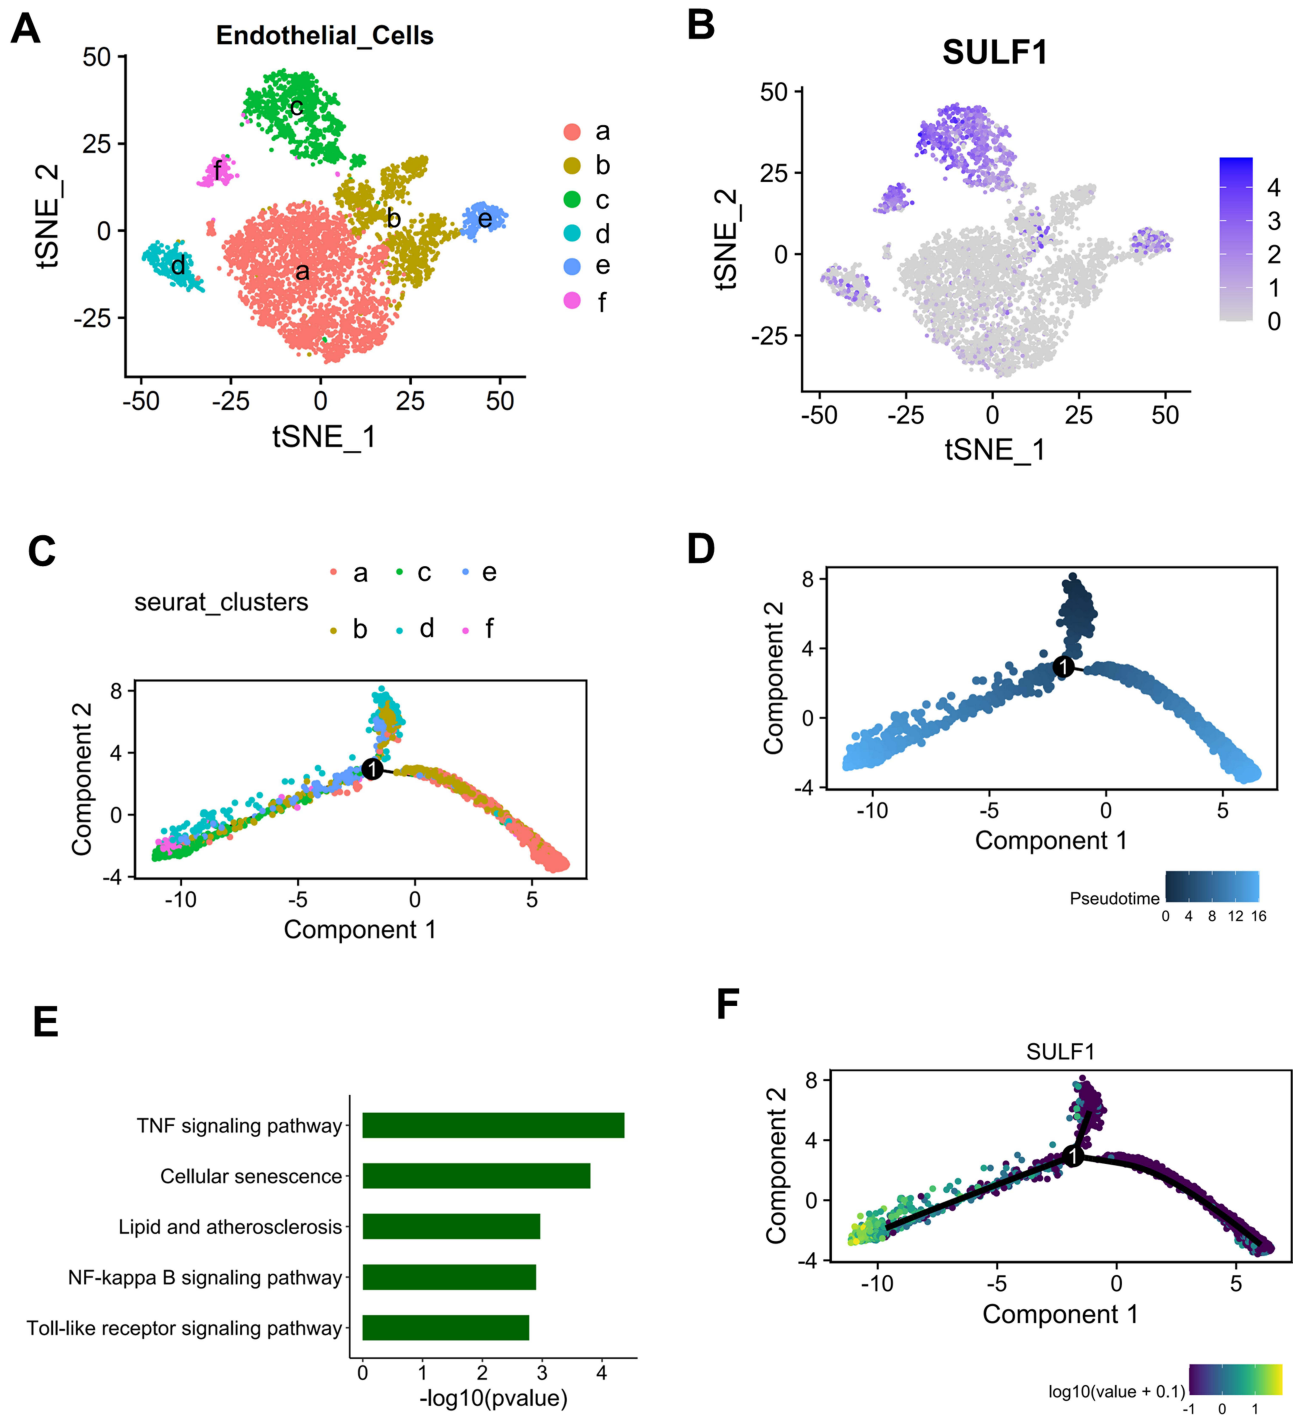 A
Endothelial_Cells
50
25
0
-25
tSNE_2
-50 -25 0 25 50
tSNE_1
c
f
b
e
d
a
a
b
c
d
e
f
B
SULF1
50
25
0
-25
tSNE_2
-50 -25 0 25 50
tSNE_1
4
3
2
1
0
C
seurat_clusters
a c e
b d f
8
4
0
-4
Component 2
1
-10 -5 0 5
Component 1
D
8
4
0
-4
Component 2
1
-10 -5 0 5
Component 1
Pseudotime
0 4 8 12 16
E
TNF signaling pathway
Cellular senescence
Lipid and atherosclerosis
NF-kappa B signaling pathway
Toll-like receptor signaling pathway
0 1 2 3 4
-log10(pvalue)
F
SULF1
8
4
0
-4
Component 2
1
-10 -5 0 5
Component 1
log10(value + 0.1)
-1 0 1